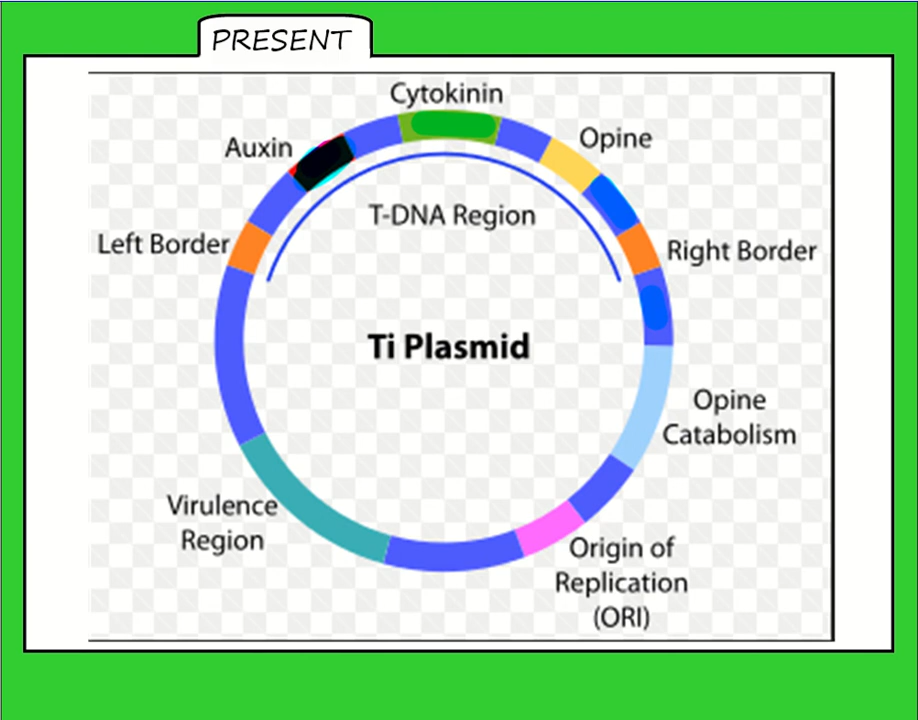 PRESENT
Cytokinin
Auxin
Opine
T-DNA Region
Left Border
Right Border
Ti Plasmid
Opine
Catabolism
Virulence
Region
Origin of
Replication
(ORI)